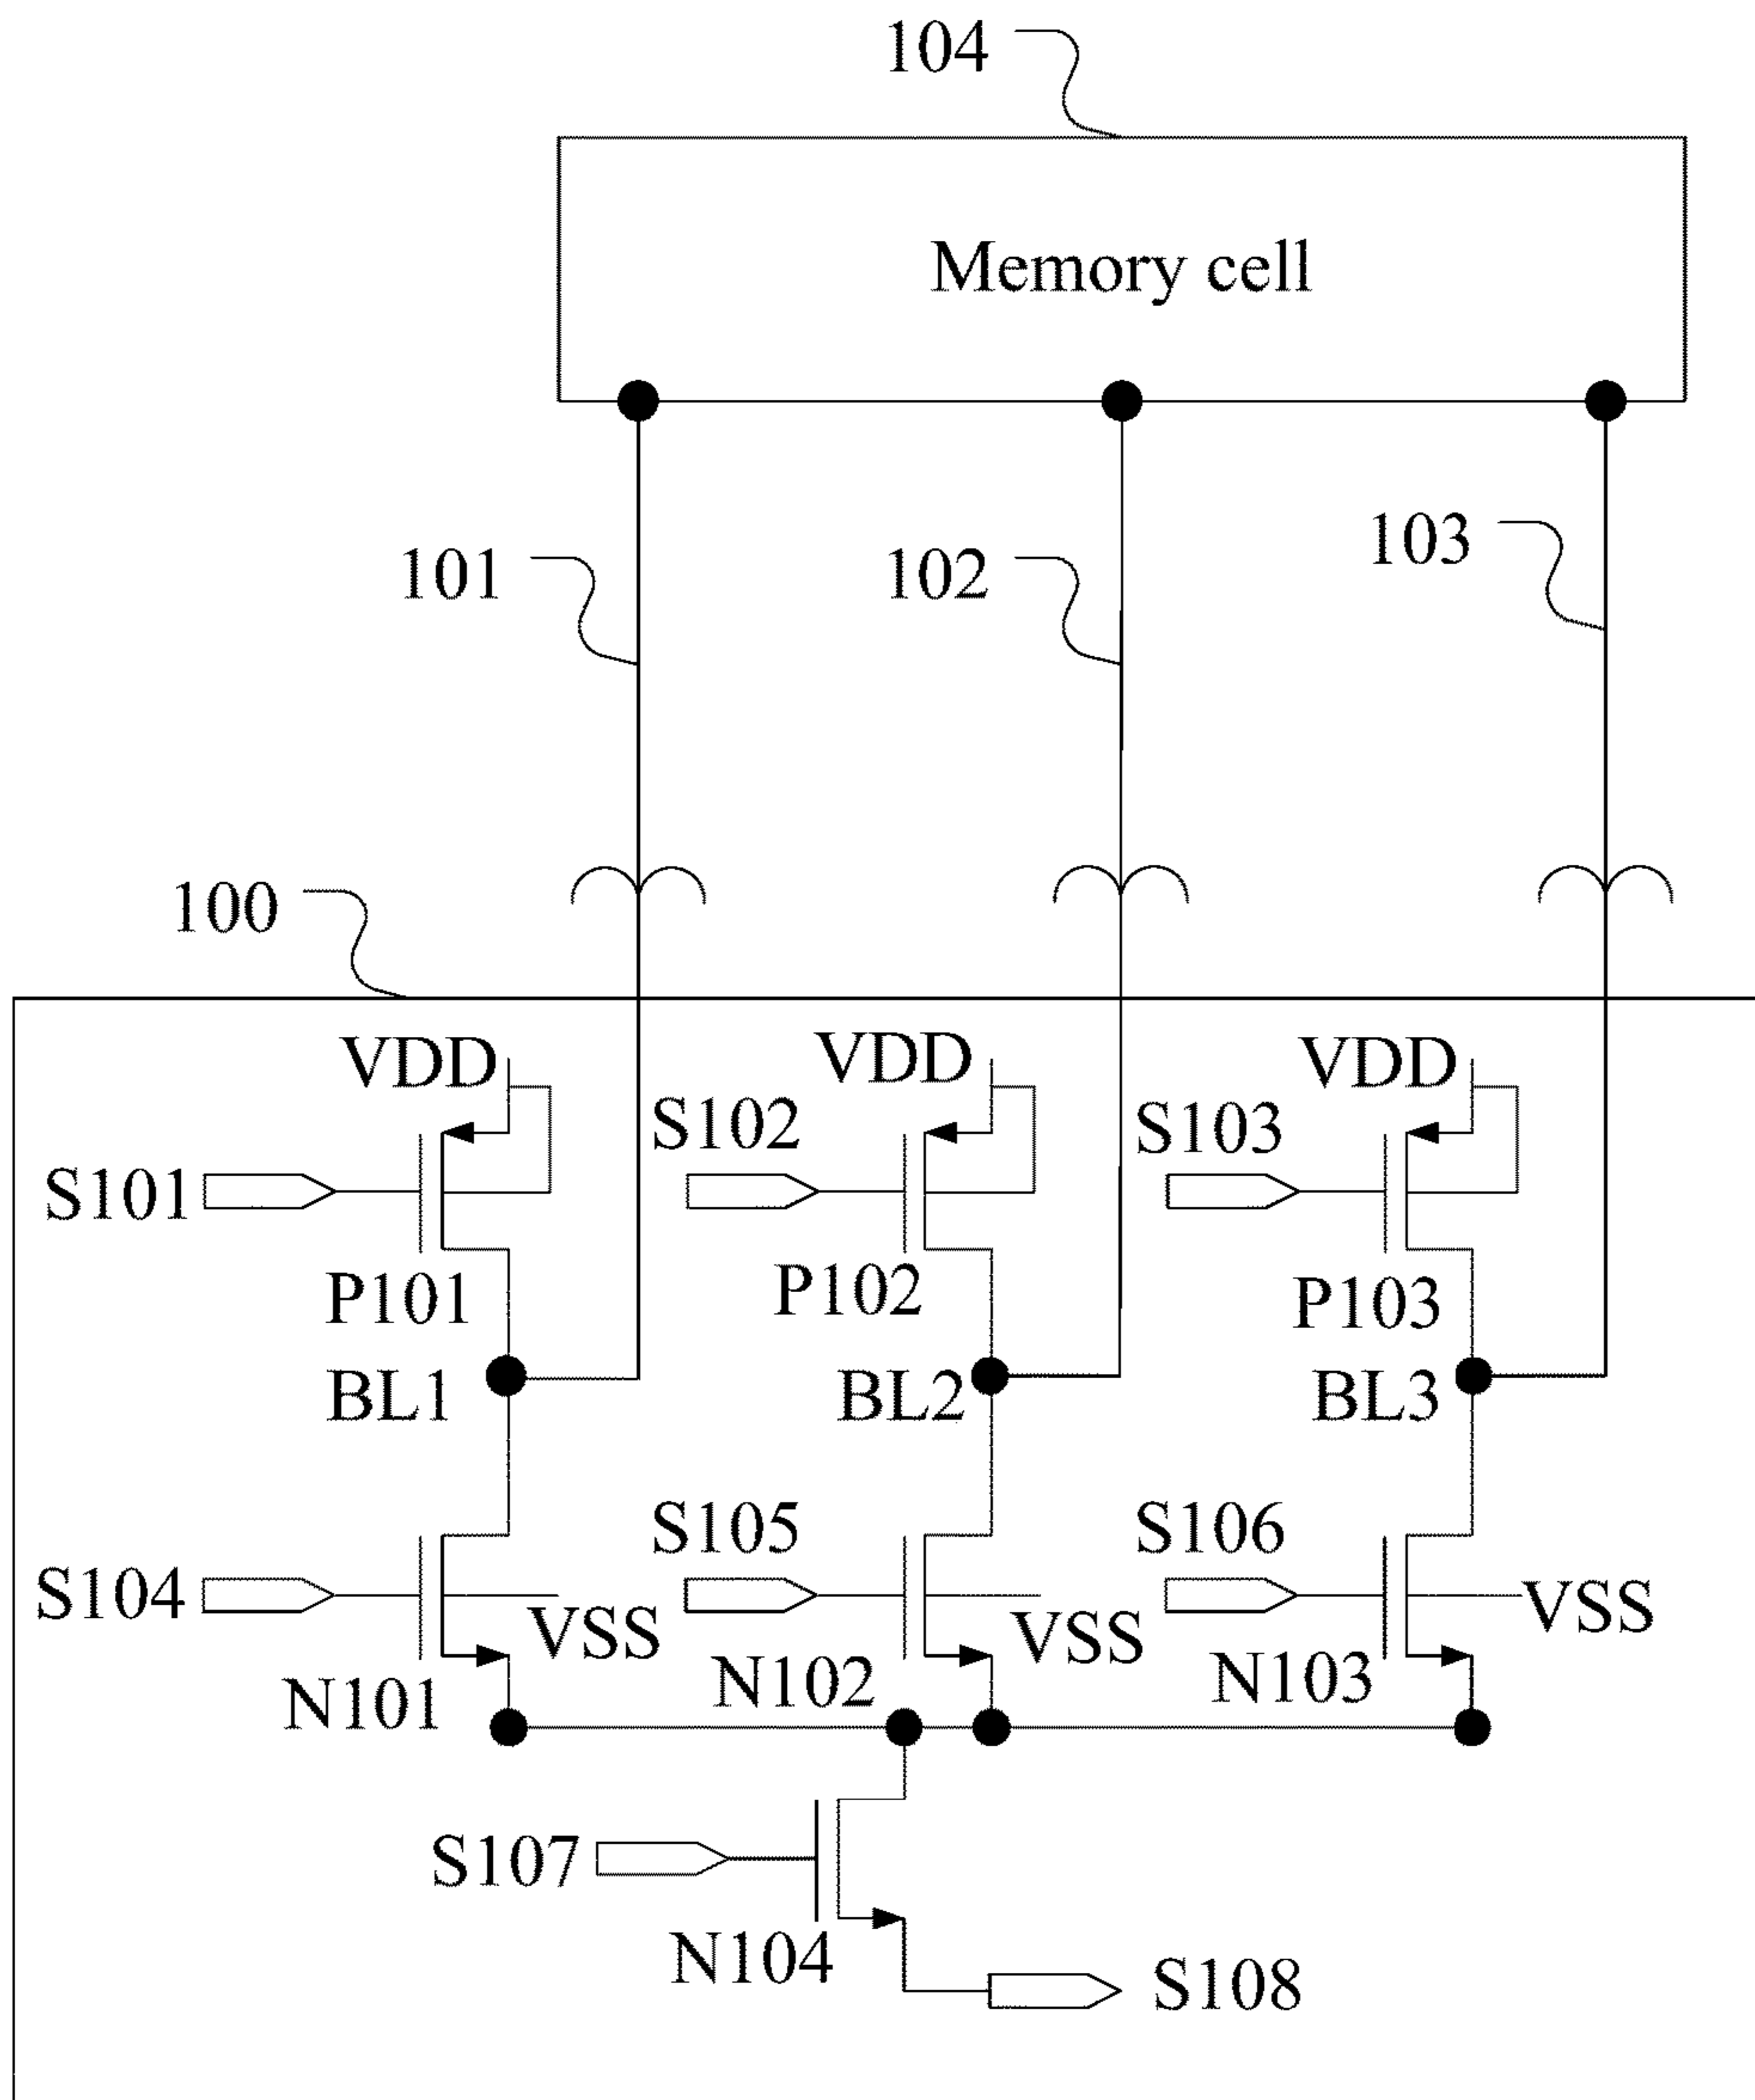 104
Memory cell
101
102
103
100
VDD
VDD
VDD
S101
S102
S103
P101
P102
P103
BL1
BL2
BL3
S104
S105
S106
VSS
VSS
VSS
N101
N102
N103
S107
N104
S108